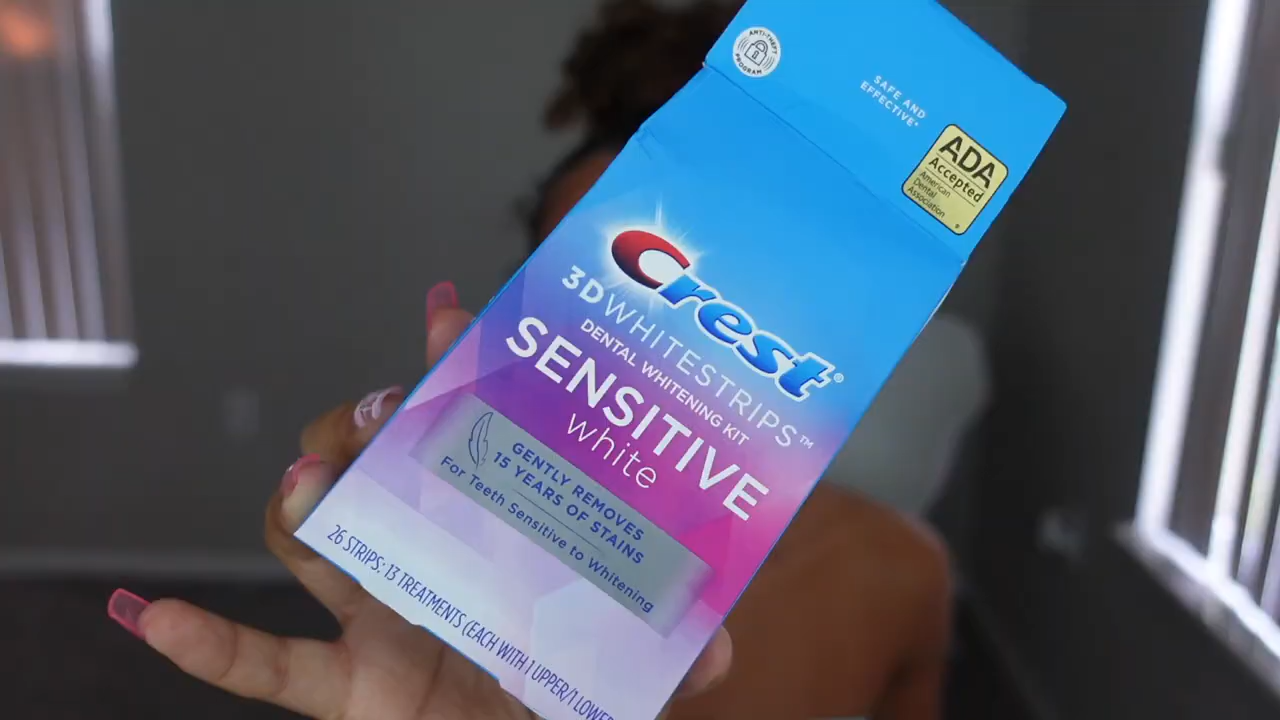 ANTI-THEFT
PROGRAM
SAFE AND
EFFECTIVE*
ADA
Accepted
American
Dental
Association
®
Crest®
3DWHITESTRIPS™
DENTAL WHITENING KIT
SENSITIVE
white
GENTLY REMOVES
15 YEARS OF STAINS
For Teeth Sensitive to Whitening
26 STRIPS: 13 TREATMENTS (EACH WITH 1 UPPER/1 LOWER